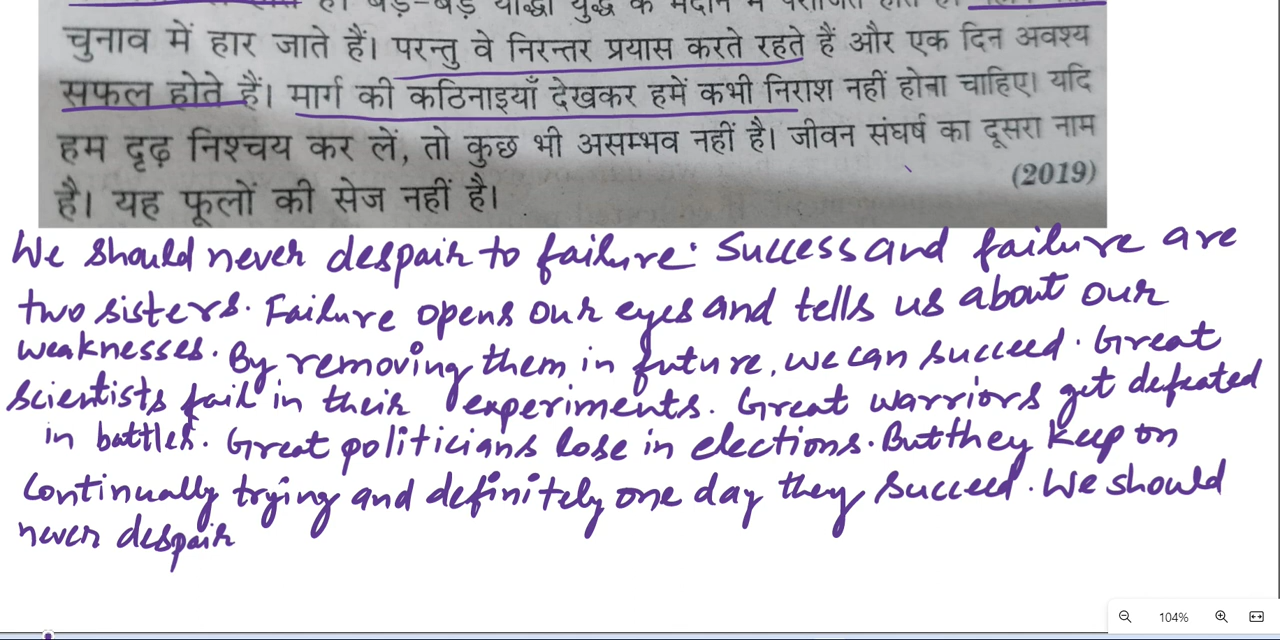 हैं। बड़े-बड़े योद्धा युद्ध के मैदान में पराजित होते हैं।
चुनाव में हार जाते हैं। परन्तु वे निरन्तर प्रयास करते रहते हैं और एक दिन अवश्य
सफल होते हैं। मार्ग की कठिनाइयाँ देखकर हमें कभी निराश नहीं होना चाहिए। यदि
हम दृढ़ निश्चय कर लें, तो कुछ भी असम्भव नहीं है। जीवन संघर्ष का दूसरा नाम
है। यह फूलों की सेज नहीं है।
(2019)
We should never despair to failure. Success and failure are
two sisters. Failure opens our eyes and tells us about our
weaknesses. By removing them in future, we can succeed. Great
scientists fail in their experiments. Great warriors get defeated
in battles. Great politicians lose in elections. But they keep on
continually trying and definitely one day they succeed. We should
never despair
104%